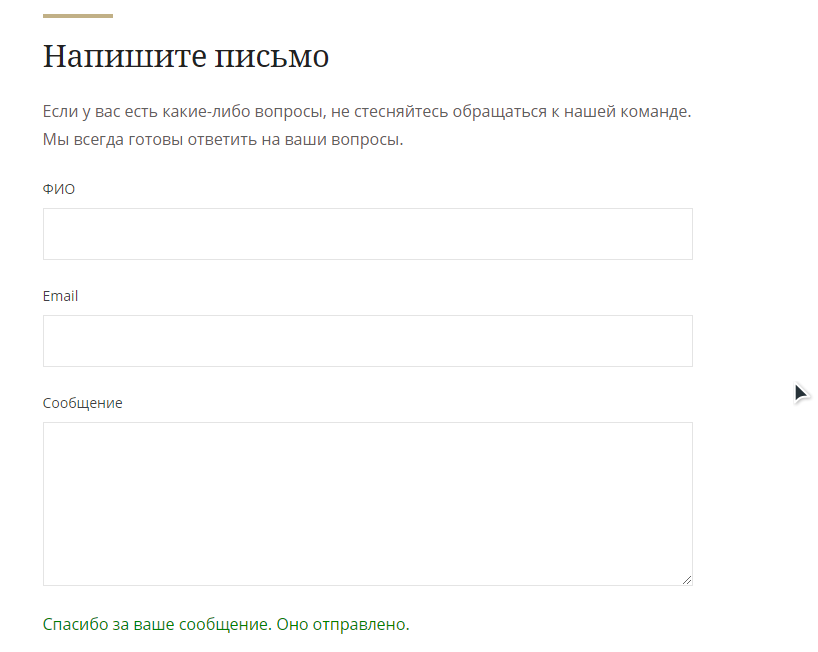 Напишите письмо
Если у вас есть какие-либо вопросы, не стесняйтесь обращаться к нашей команде.
Мы всегда готовы ответить на ваши вопросы.
ФИО
Email
Сообщение
Спасибо за ваше сообщение. Оно отправлено.